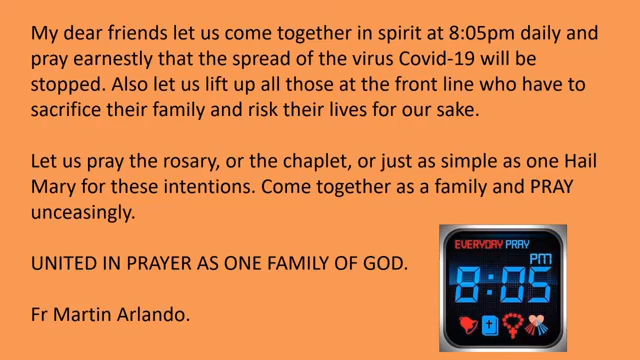 My dear friends let us come together in spirit at 8:05pm daily and
pray earnestly that the spread of the virus Covid-19 will be
stopped. Also let us lift up all those at the front line who have to
sacrifice their family and risk their lives for our sake.
Let us pray the rosary, or the chaplet, or just as simple as one Hail
Mary for these intentions. Come together as a family and PRAY
unceasingly.
UNITED IN PRAYER AS ONE FAMILY OF GOD.
Fr Martin Arlando.
EVERYDAY PRAY
PM
8:05